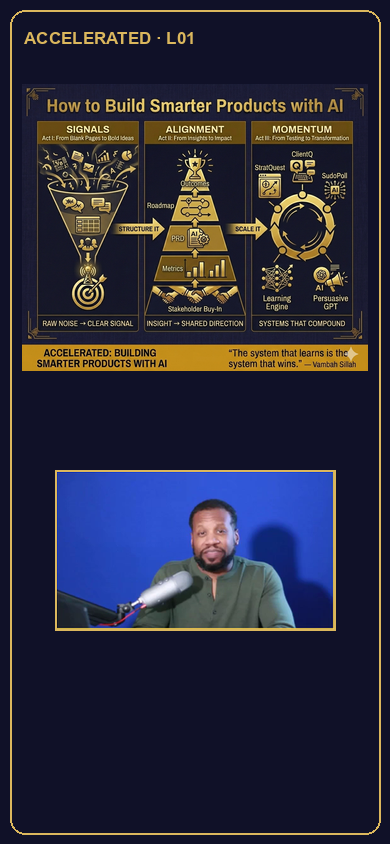 ACCELERATED · L01
How to Build Smarter Products with AI
SIGNALS
Act I: From Blank Pages to Bold Ideas
STRUCTURE IT
RAW NOISE → CLEAR SIGNAL
ALIGNMENT
Act II: From Insights to Impact
Outcomes
Roadmap
PRD
AI
Metrics
Stakeholder Buy-In
SCALE IT
INSIGHT → SHARED DIRECTION
MOMENTUM
Act III: From Testing to Transformation
ClientQ
StratQuest
SudoPoll
AI
Learning
Engine
AI
Persuasive
GPT
SYSTEMS THAT COMPOUND
ACCELERATED: BUILDING
SMARTER PRODUCTS WITH AI
“The system that learns is the
system that wins.” — Vambah Sillah